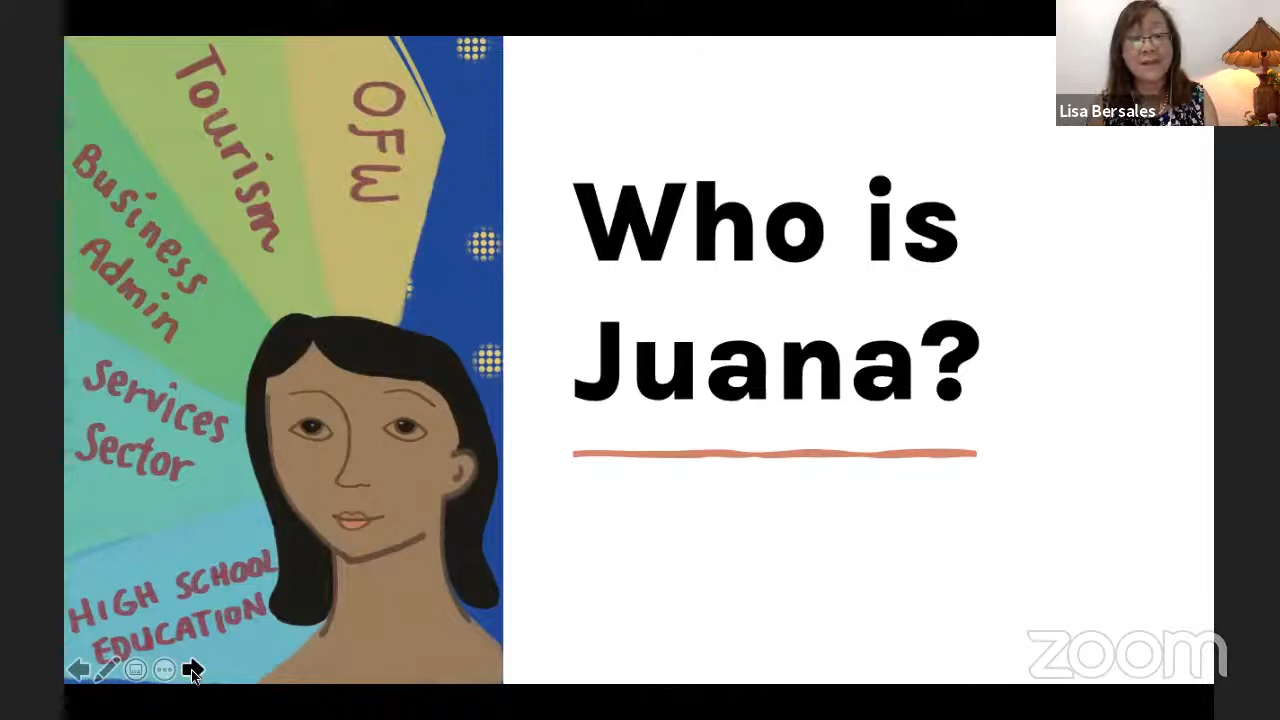 OFW
Tourism
Business
Admin
Services
Sector
HIGH SCHOOL
EDUCATION
Who is
Juana?
Lisa Bersales
zoom